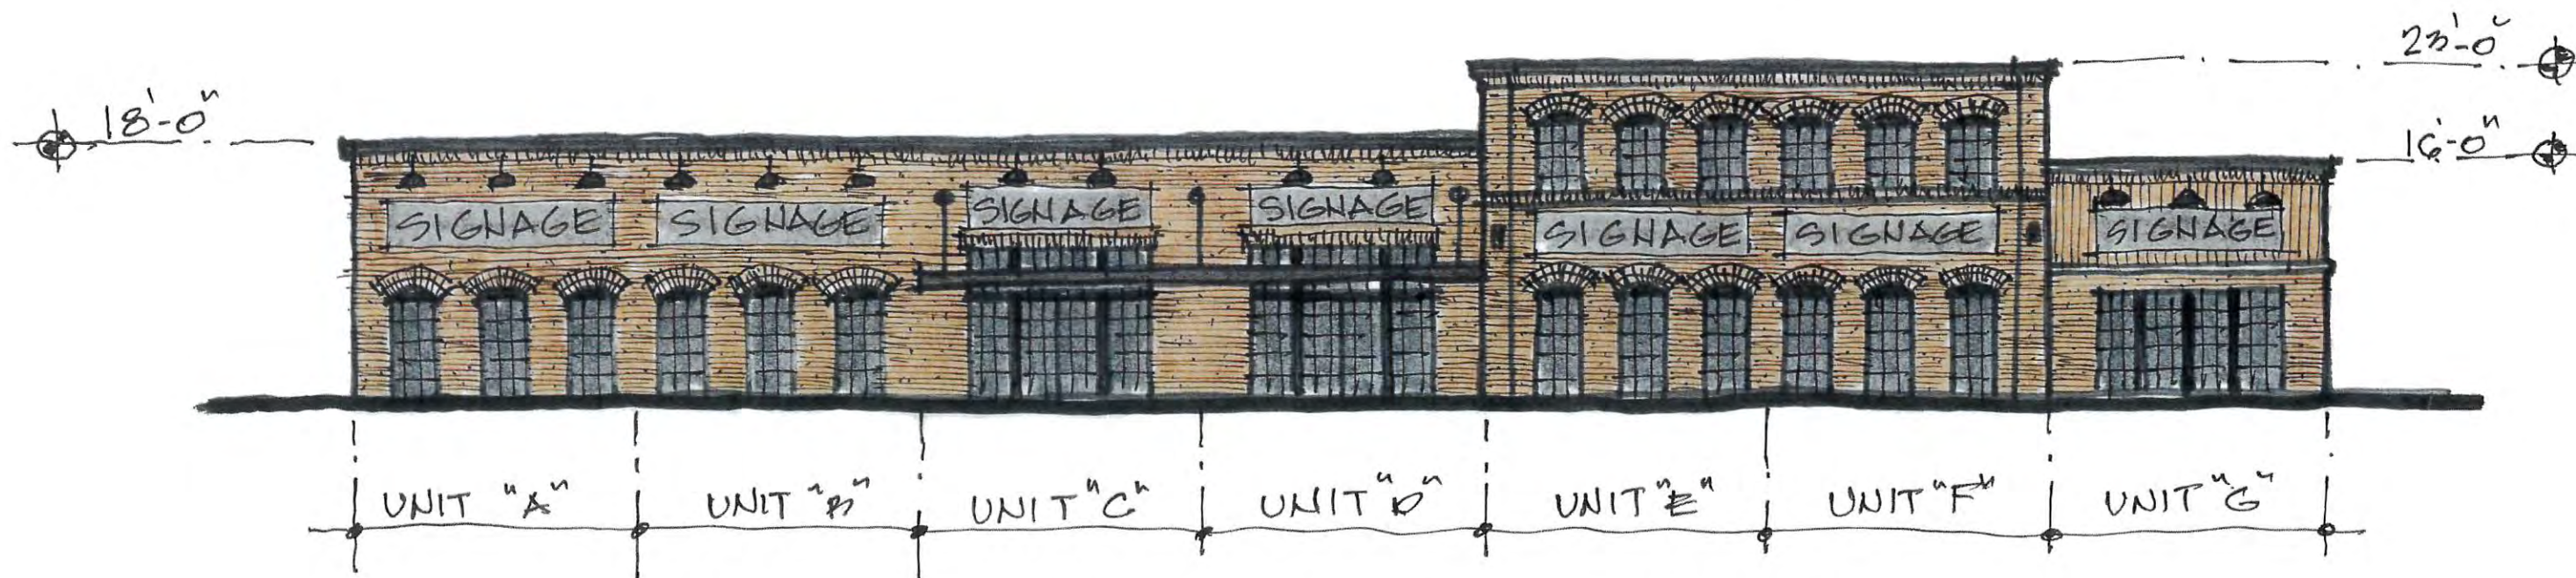 23'-0"
18'-0"
16'-0"
SIGNAGE SIGNAGE SIGNAGE SIGNAGE SIGNAGE SIGNAGE SIGNAGE
UNIT "A" UNIT "B" UNIT "C" UNIT "D" UNIT "E" UNIT "F" UNIT "G"